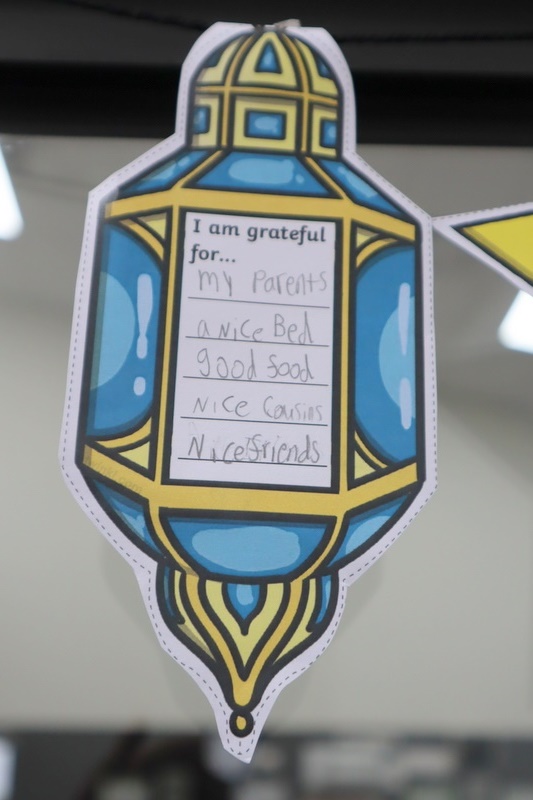 I am grateful
for...
my Parents
a nice Bed
good food
Nice Cousins
Nice friends